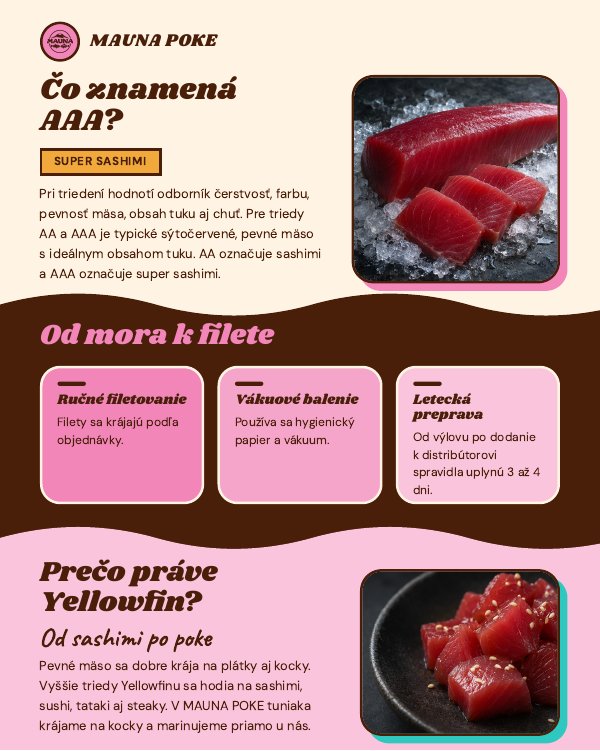 MAUNA
MAUNA POKE
Čo znamená
AAA?
SUPER SASHIMI
Pri triedení hodnotí odborník čerstvosť, farbu,
pevnosť mäsa, obsah tuku aj chuť. Pre triedy
AA a AAA je typické sýtočervené, pevné mäso
s ideálnym obsahom tuku. AA označuje sashimi
a AAA označuje super sashimi.
Od mora k filete
Ručné filetovanie
Filety sa krájajú podľa
objednávky.
Vákuové balenie
Používa sa hygienický
papier a vákuum.
Letecká
preprava
Od výlovu po dodanie
k distribútorovi
spravidla uplynú 3 až 4
dni.
Prečo práve
Yellowfin?
Od sashimi po poke
Pevné mäso sa dobre krája na plátky aj kocky.
Vyššie triedy Yellowfinu sa hodia na sashimi,
sushi, tataki aj steaky. V MAUNA POKE tuniaka
krájame na kocky a marinujeme priamo u nás.